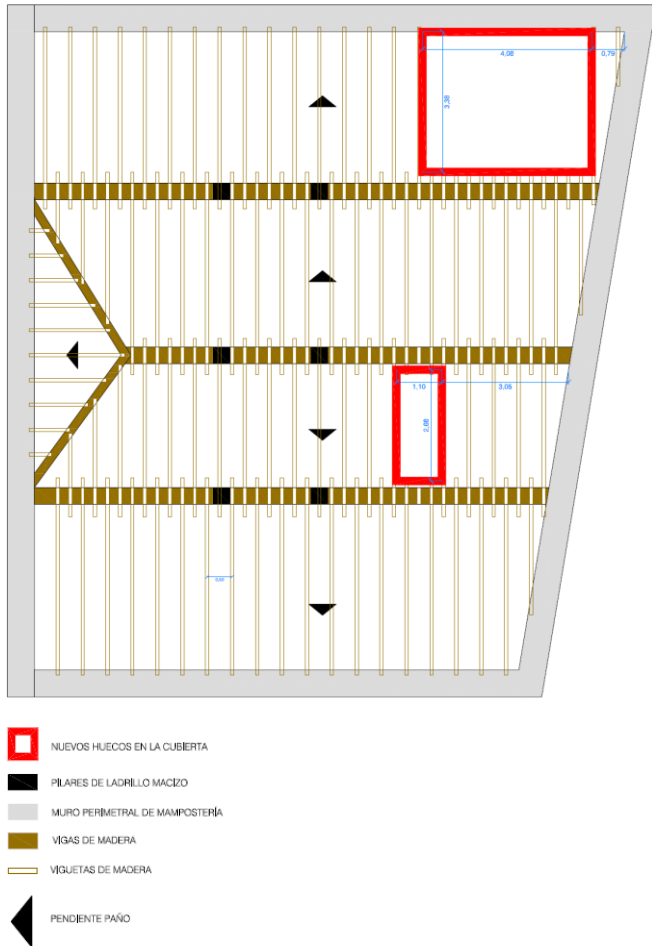 4,08
0,79
3,38
1,10
3,05
2,68
NUEVOS HUECOS EN LA CUBIERTA
PILARES DE LADRILLO MACIZO
MURO PERIMETRAL DE MAMPOSTERÍA
VIGAS DE MADERA
VIGUETAS DE MADERA
PENDIENTE PAÑO